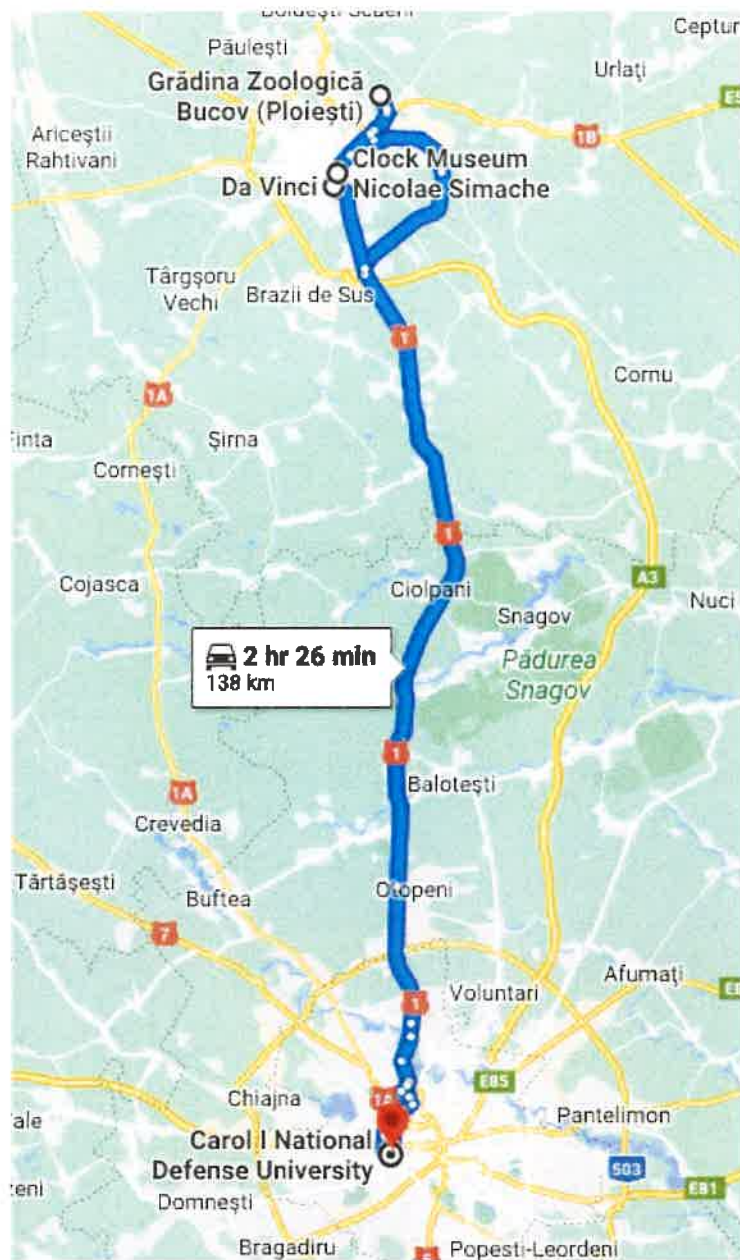 Boldești Scăeni
Ceptur
Păulești
Urlați
Grădina Zoologică
Bucov (Ploiești)
1B
Ariceștii
Rahtivani
Clock Museum
Da Vinci
Nicolae Simache
Târgșoru
Vechi
Brazii de Sus
1
Cornu
1A
Finta
Șirna
Cornești
1
Cojasca
Ciolpani
A3
Snagov
Nuci
2 hr 26 min
138 km
Pădurea
Snagov
1
Balotești
1A
Crevedia
Tărtășești
Buftea
Otopeni
7
Afumați
Voluntari
1
E85
Chiajna
1A
Pantelimon
Carol I National
Defense University
503
E81
Domnești
Bragadiru
Popesti-Leordeni